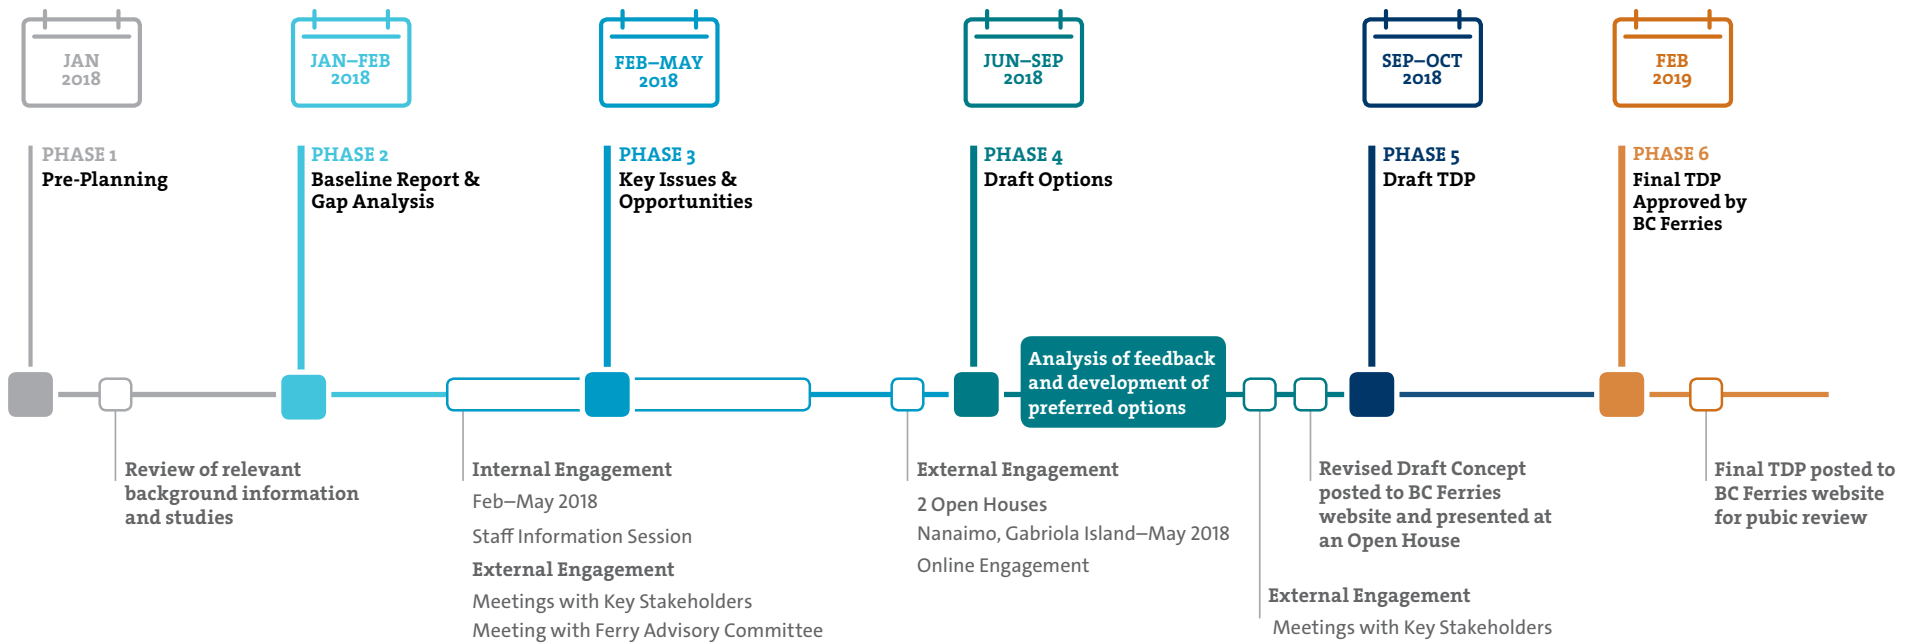 JAN
2018
JAN–FEB
2018
FEB–MAY
2018
JUN–SEP
2018
SEP–OCT
2018
FEB
2019
PHASE 1
Pre-Planning
PHASE 2
Baseline Report &
Gap Analysis
PHASE 3
Key Issues &
Opportunities
PHASE 4
Draft Options
PHASE 5
Draft TDP
PHASE 6
Final TDP
Approved by
BC Ferries
Analysis of feedback
and development of
preferred options
Review of relevant
background information
and studies
Internal Engagement
Feb–May 2018
Staff Information Session
External Engagement
Meetings with Key Stakeholders
Meeting with Ferry Advisory Committee
External Engagement
2 Open Houses
Nanaimo, Gabriola Island–May 2018
Online Engagement
External Engagement
Meetings with Key Stakeholders
Revised Draft Concept
posted to BC Ferries
website and presented at
an Open House
Final TDP posted to
BC Ferries website
for pubic review